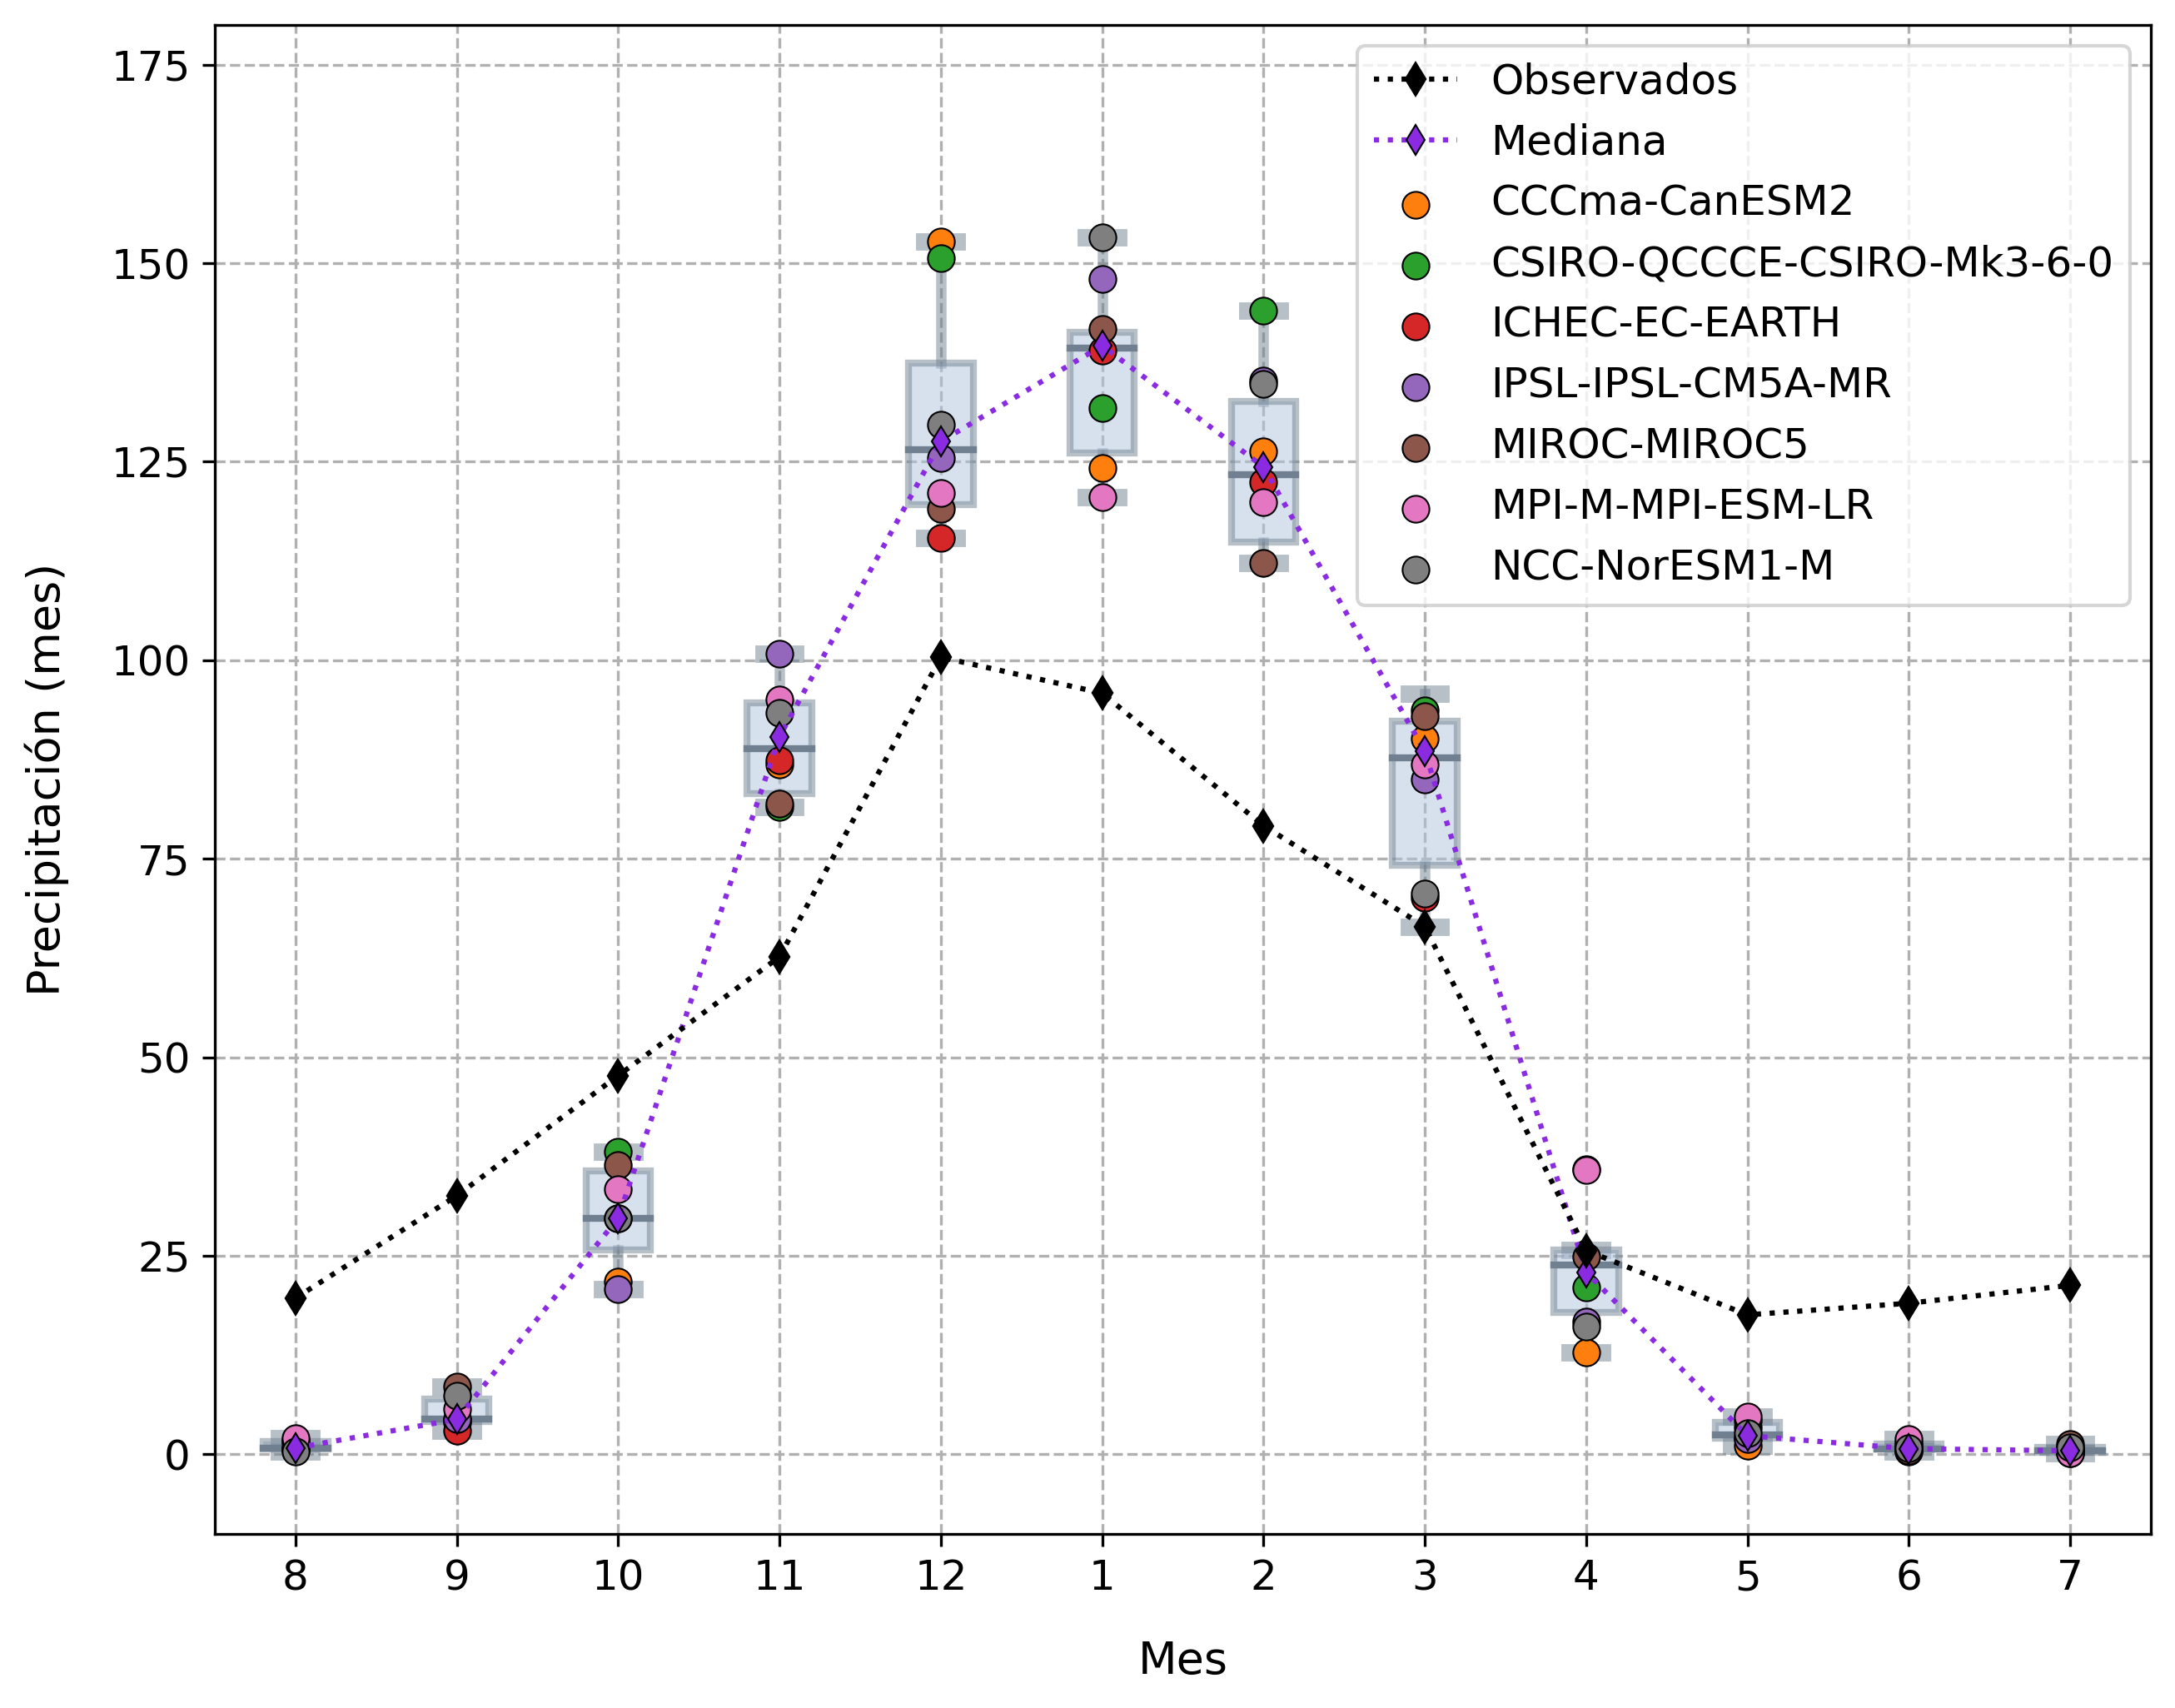 175
150
125
100
75
50
25
0
Precipitación (mes)
8 9 10 11 12 1 2 3 4 5 6 7
Mes
Observados
Mediana
CCCma-CanESM2
CSIRO-QCCCE-CSIRO-Mk3-6-0
ICHEC-EC-EARTH
IPSL-IPSL-CM5A-MR
MIROC-MIROC5
MPI-M-MPI-ESM-LR
NCC-NorESM1-M